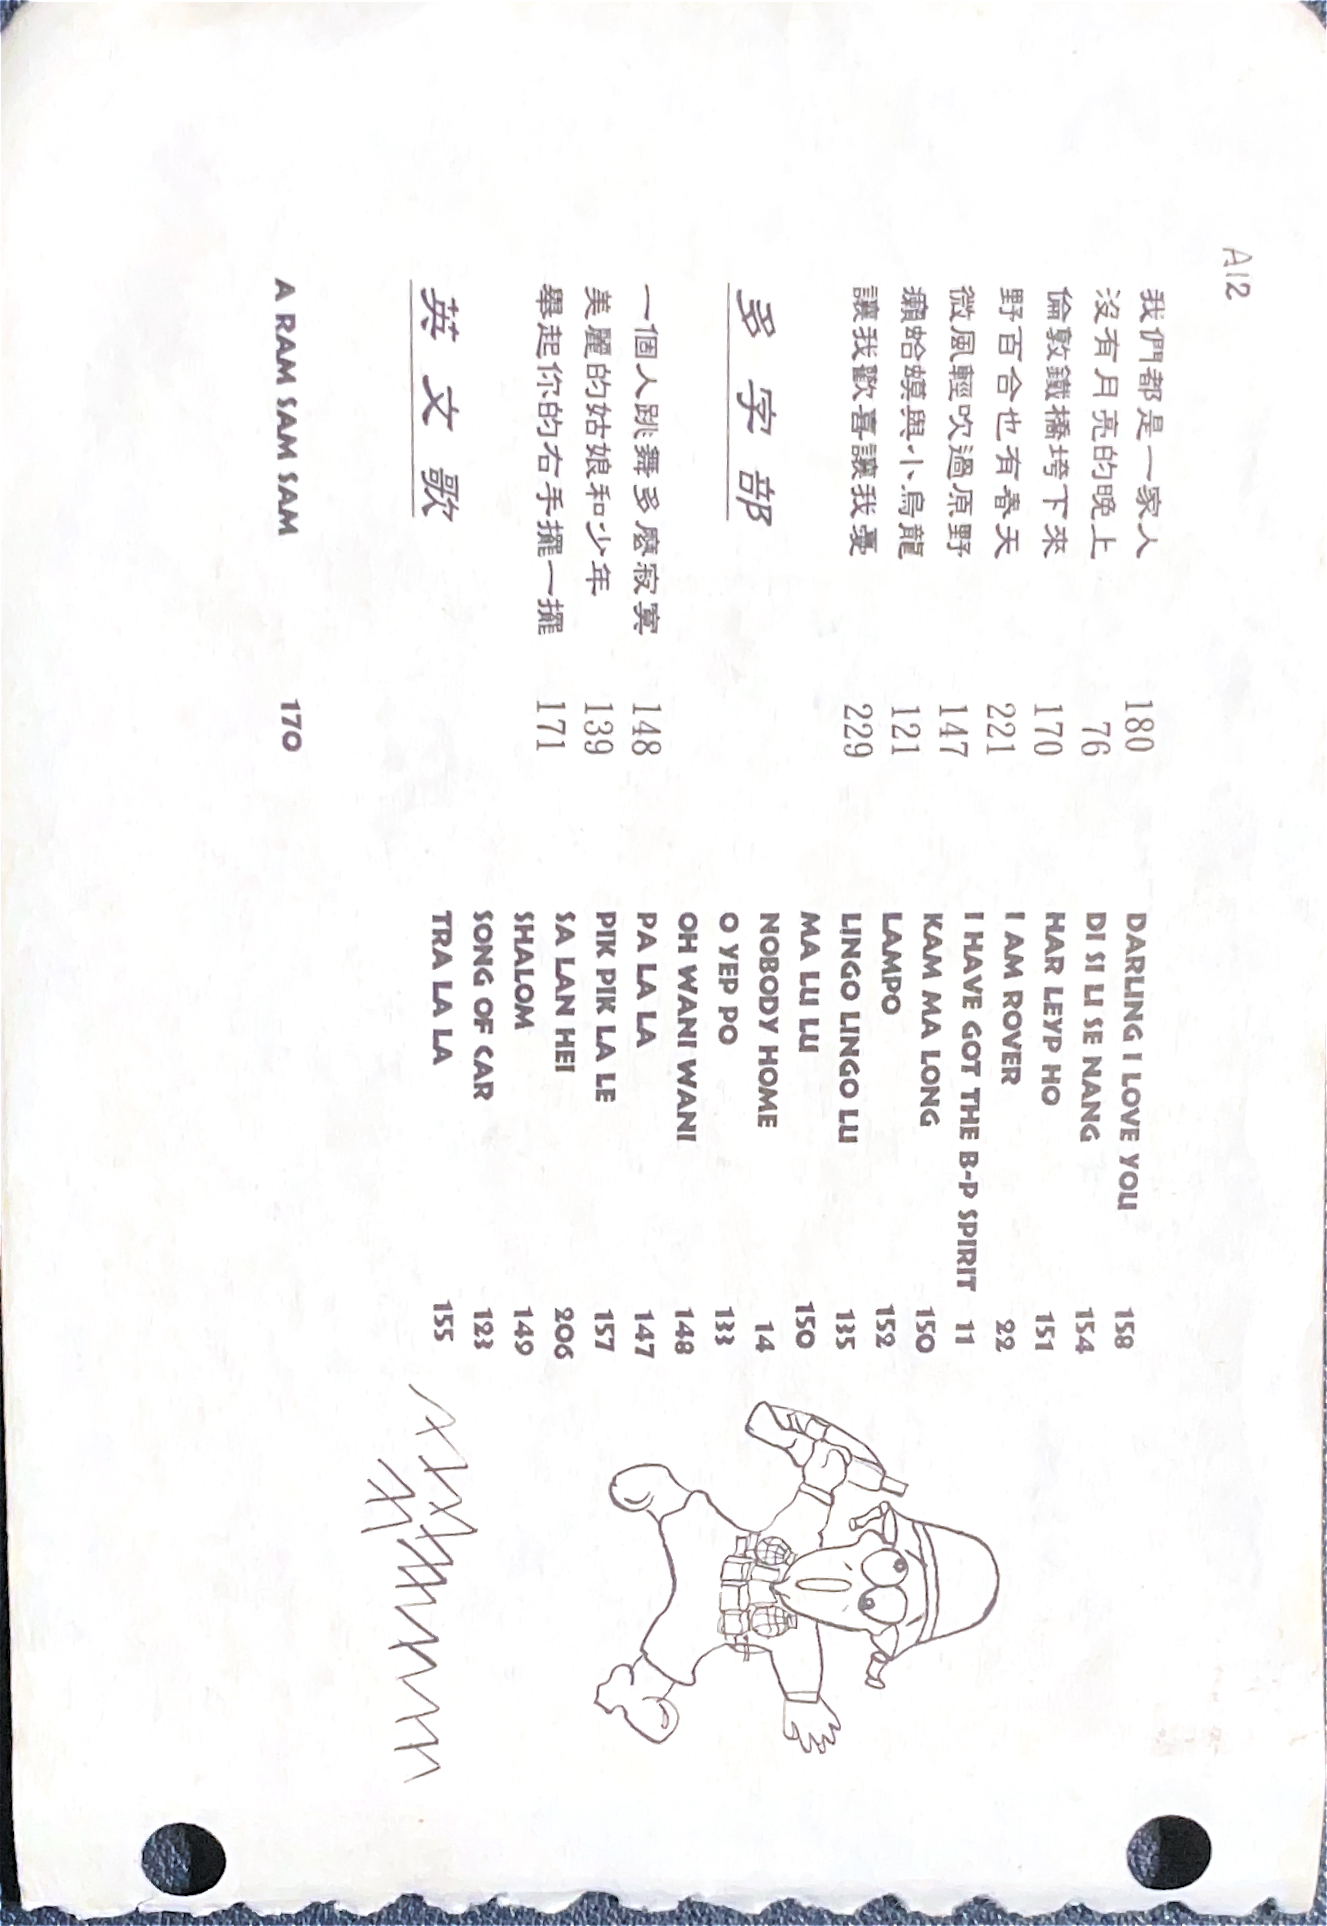 A12
我們都是一家人 180
沒有月亮的晚上 76
倫敦鐵橋垮下來 170
野百合也有春天 221
微風輕吹過原野 147
癩蛤蟆與小烏龍 121
讓我歡喜讓我憂 229
多字部
一個人跳舞多麼寂寞 148
美麗的姑娘和少年 139
舉起你的右手擺一擺 171
英文歌
A RAM SAM SAM 170
DARLING I LOVE YOU 158
DI SI LI SE NANG 154
HAR LEYP HO 151
I AM ROVER 22
I HAVE GOT THE B-P SPIRIT 11
KAM MA LONG 150
LAMPO 152
LINGO LINGO LU 135
MA LU LU 150
NOBODY HOME 14
O YEP PO 133
OH WANI WANI 148
PA LA LA 147
PIK PIK LA LE 157
SA LAN HEI 206
SHALOM 149
SONG OF CAR 123
TRA LA LA 155